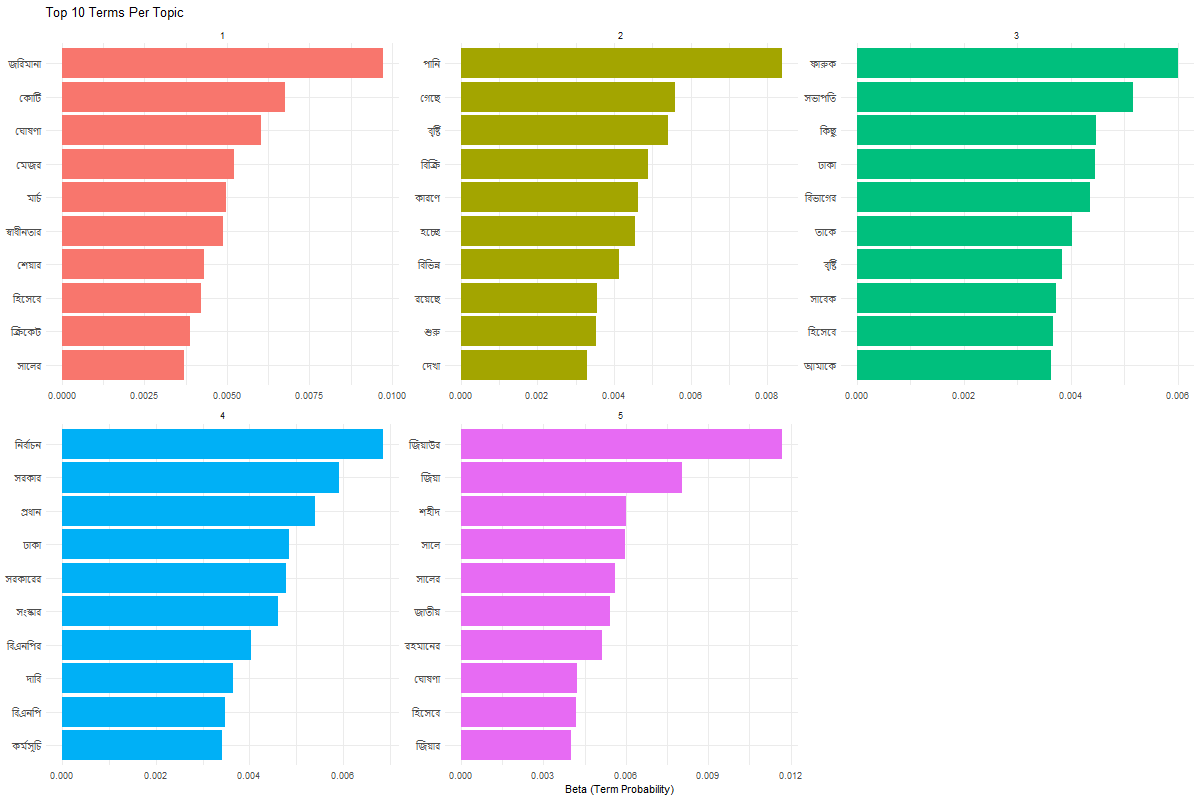 Top 10 Terms Per Topic
1
জরিমানা
কোটি
ঘোষণা
মেজর
মার্চ
স্বাধীনতার
শেয়ার
হিসেবে
ক্রিকেট
সালের
0.0000 0.0025 0.0050 0.0075 0.0100
2
পানি
গেছে
বৃষ্টি
বিক্রি
কারণে
হচ্ছে
বিভিন্ন
রয়েছে
শুরু
দেখা
0.000 0.002 0.004 0.006 0.008
3
ফারুক
সভাপতি
কিছু
ঢাকা
বিভাগের
তাকে
বৃষ্টি
সাবেক
হিসেবে
আমাকে
0.000 0.002 0.004 0.006
4
নির্বাচন
সরকার
প্রধান
ঢাকা
সরকারের
সংস্কার
বিএনপির
দাবি
বিএনপি
কর্মসূচি
0.000 0.002 0.004 0.006
5
জিয়াউর
জিয়া
শহীদ
সালে
সালের
জাতীয়
রহমানের
ঘোষণা
হিসেবে
জিয়ার
0.000 0.003 0.006 0.009 0.012
Beta (Term Probability)